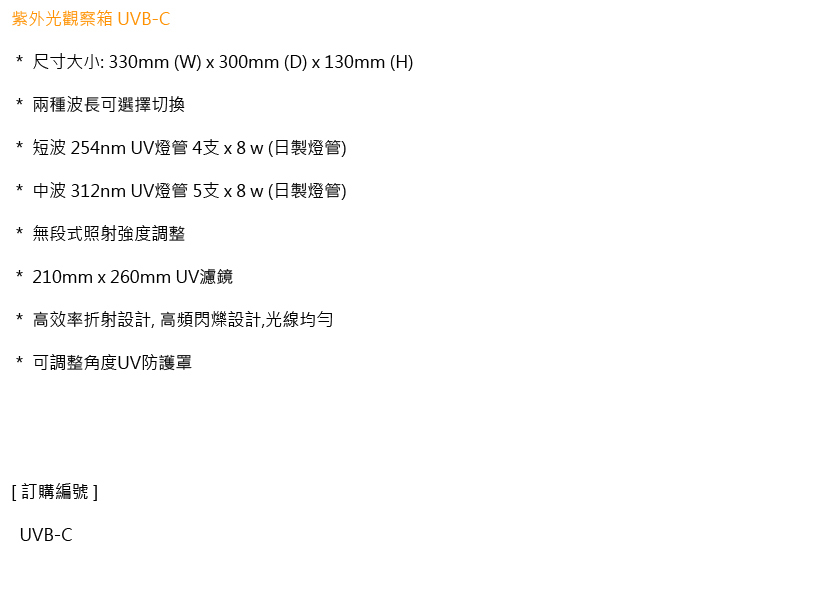 紫外光觀察箱 UVB-C
* 尺寸大小: 330mm (W) x 300mm (D) x 130mm (H)
* 兩種波長可選擇切換
* 短波 254nm UV燈管 4支 x 8 w (日製燈管)
* 中波 312nm UV燈管 5支 x 8 w (日製燈管)
* 無段式照射強度調整
* 210mm x 260mm UV濾鏡
* 高效率折射設計, 高頻閃爍設計,光線均勻
* 可調整角度UV防護罩
[ 訂購編號 ]
UVB-C